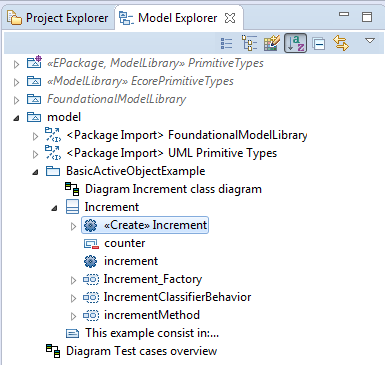 Project Explorer Model Explorer
«EPackage, ModelLibrary» PrimitiveTypes
«ModelLibrary» EcorePrimitiveTypes
FoundationalModelLibrary
model
<Package Import> FoundationalModelLibrary
<Package Import> UML Primitive Types
BasicActiveObjectExample
Diagram Increment class diagram
Increment
«Create» Increment
counter
increment
Increment_Factory
IncrementClassifierBehavior
incrementMethod
This example consist in:...
Diagram Test cases overview